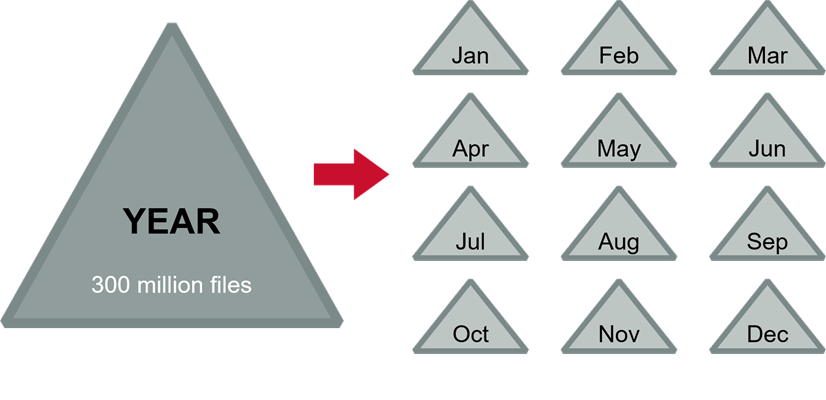 YEAR
300 million files
Jan Feb Mar
Apr May Jun
Jul Aug Sep
Oct Nov Dec